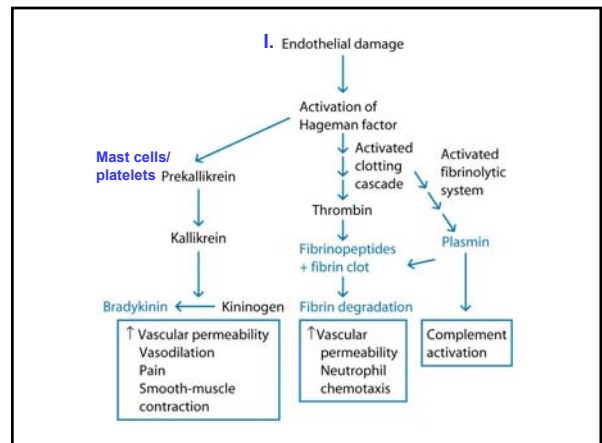 I. Endothelial damage
Activation of
Hageman factor
Mast cells/
platelets Prekallikrein
Activated
clotting
cascade
Activated
fibrinolytic
system
Thrombin
Kallikrein
Fibrinopeptides
+ fibrin clot
Plasmin
Bradykinin
Kininogen
Fibrin degradation
↑ Vascular permeability
Vasodilation
Pain
Smooth-muscle
contraction
↑ Vascular
permeability
Neutrophil
chemotaxis
Complement
activation